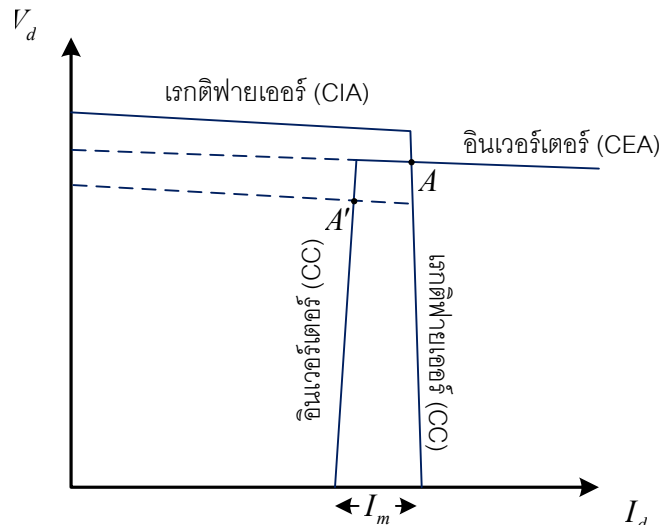 V_d
เรกติฟายเออร์ (CIA)
อินเวอร์เตอร์ (CEA)
A
A′
อินเวอร์เตอร์ (CC)
เรกติฟายเออร์ (CC)
I_m
I_d